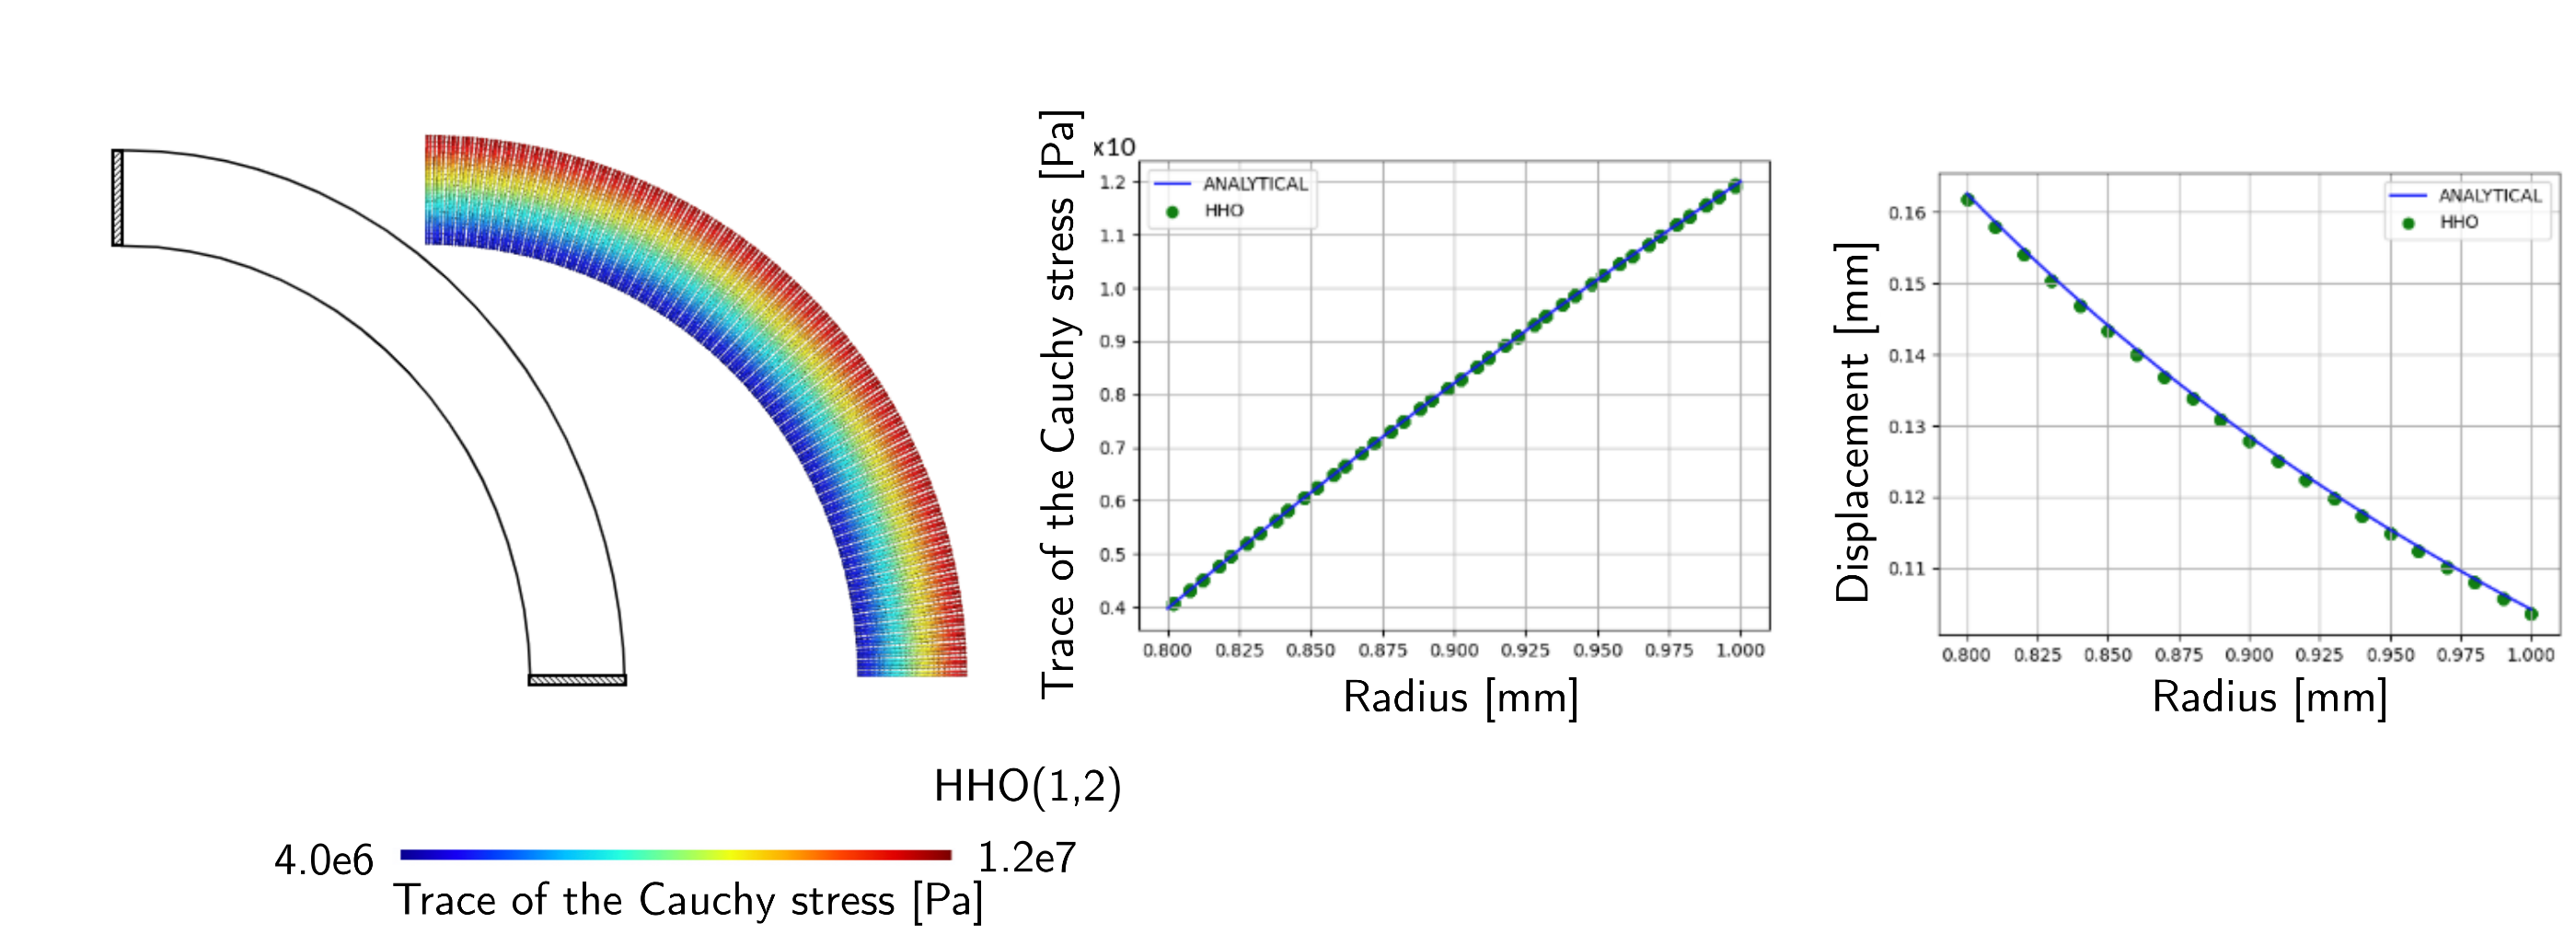 Trace of the Cauchy stress [Pa]
x10
ANALYTICAL
HHO
1.2
1.1
1.0
0.9
0.8
0.7
0.6
0.5
0.4
0.800 0.825 0.850 0.875 0.900 0.925 0.950 0.975 1.000
Radius [mm]
Displacement [mm]
ANALYTICAL
HHO
0.16
0.15
0.14
0.13
0.12
0.11
0.800 0.825 0.850 0.875 0.900 0.925 0.950 0.975 1.000
Radius [mm]
HHO(1,2)
4.0e6 1.2e7
Trace of the Cauchy stress [Pa]